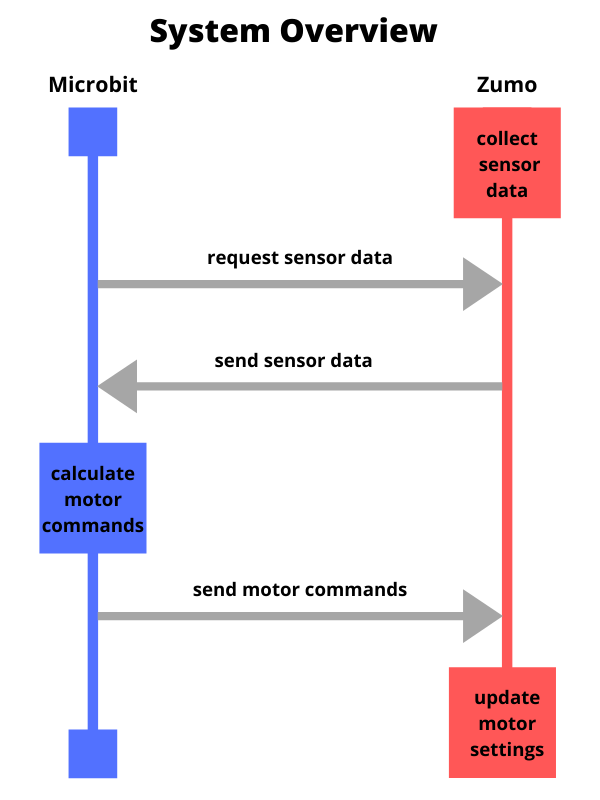 System Overview
Microbit
Zumo
collect
sensor
data
request sensor data
send sensor data
calculate
motor
commands
send motor commands
update
motor
settings